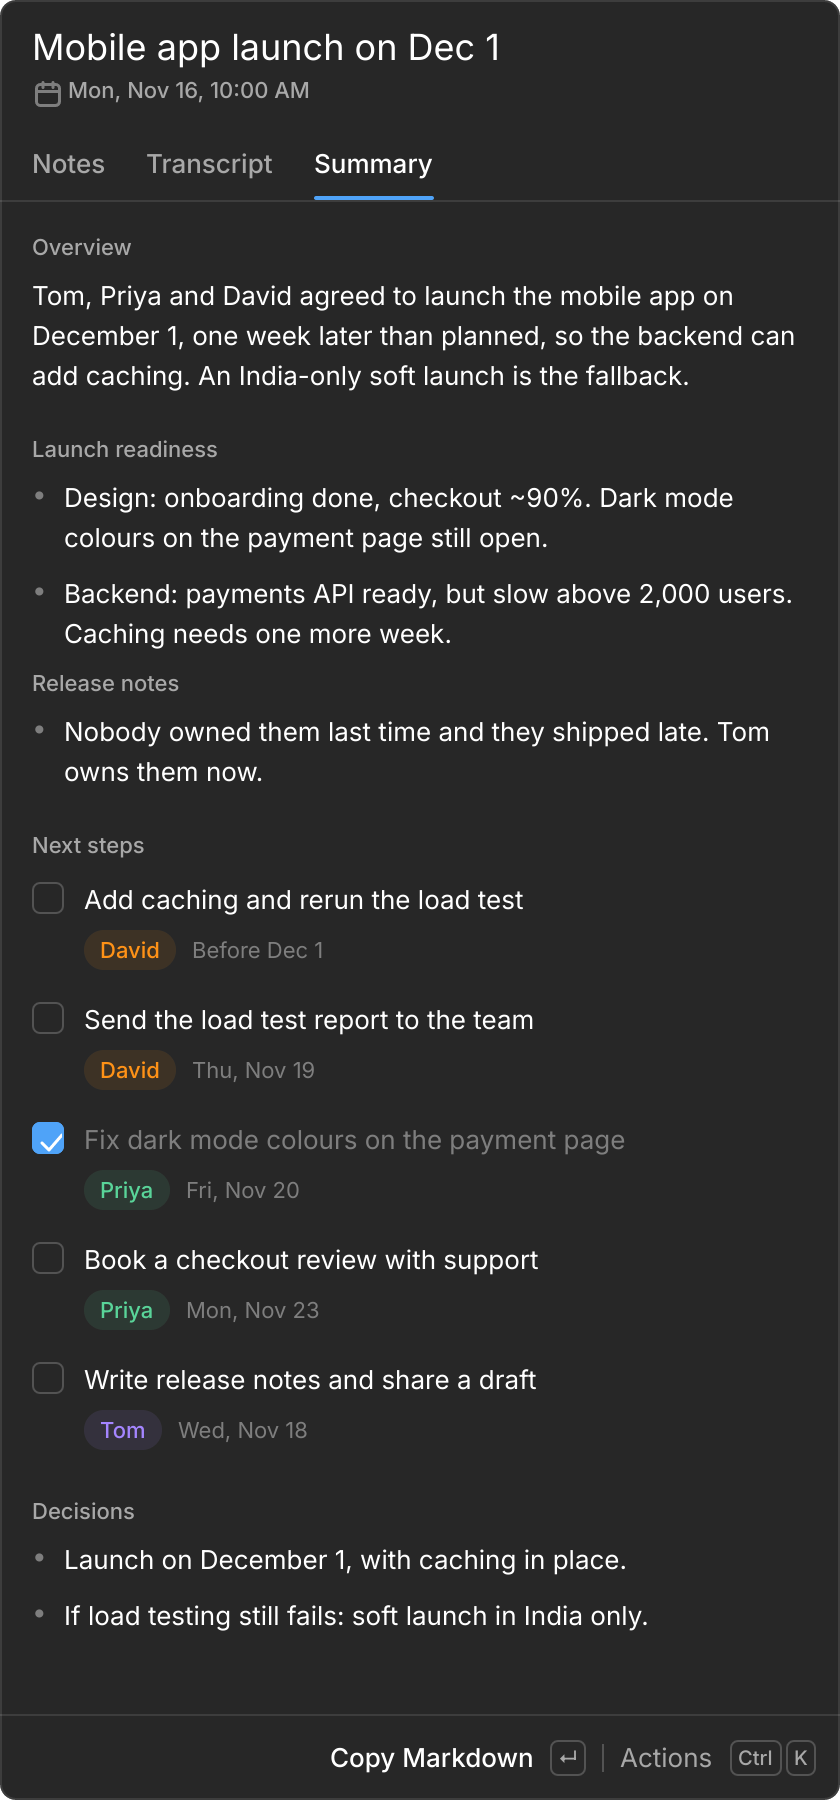 Mobile app launch on Dec 1
Mon, Nov 16, 10:00 AM
Notes Transcript Summary
Overview
Tom, Priya and David agreed to launch the mobile app on
December 1, one week later than planned, so the backend can
add caching. An India-only soft launch is the fallback.
Launch readiness
• Design: onboarding done, checkout ~90%. Dark mode
colours on the payment page still open.
• Backend: payments API ready, but slow above 2,000 users.
Caching needs one more week.
Release notes
• Nobody owned them last time and they shipped late. Tom
owns them now.
Next steps
Add caching and rerun the load test
David Before Dec 1
Send the load test report to the team
David Thu, Nov 19
Fix dark mode colours on the payment page
Priya Fri, Nov 20
Book a checkout review with support
Priya Mon, Nov 23
Write release notes and share a draft
Tom Wed, Nov 18
Decisions
• Launch on December 1, with caching in place.
• If load testing still fails: soft launch in India only.
Copy Markdown ↵ | Actions Ctrl K